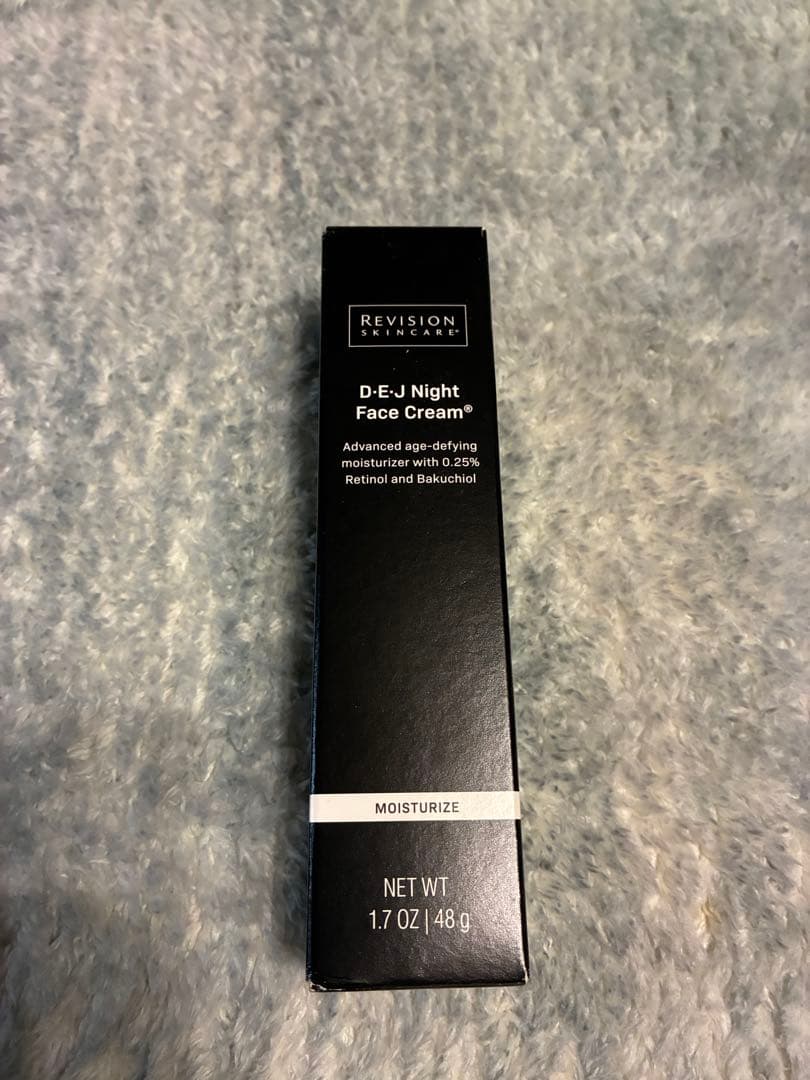 REVISION
SKINCARE®
D·E·J Night
Face Cream®
Advanced age-defying
moisturizer with 0.25%
Retinol and Bakuchiol
MOISTURIZE
NET WT
1.7 OZ | 48 g